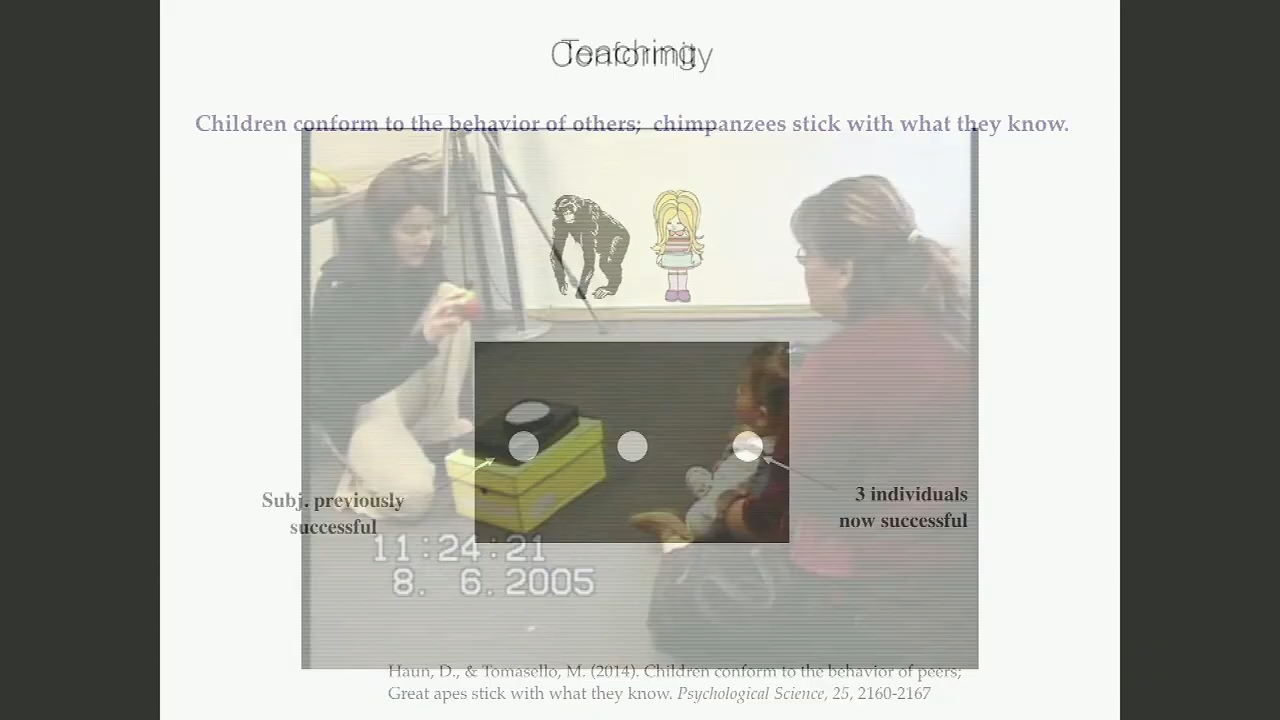 Teaching
Conformity
Children conform to the behavior of others;  chimpanzees stick with what they know.
Subj. previously
successful
3 individuals
now successful
11:24:21
8. 6.2005
Haun, D., & Tomasello, M. (2014). Children conform to the behavior of peers;
Great apes stick with what they know. Psychological Science, 25, 2160-2167